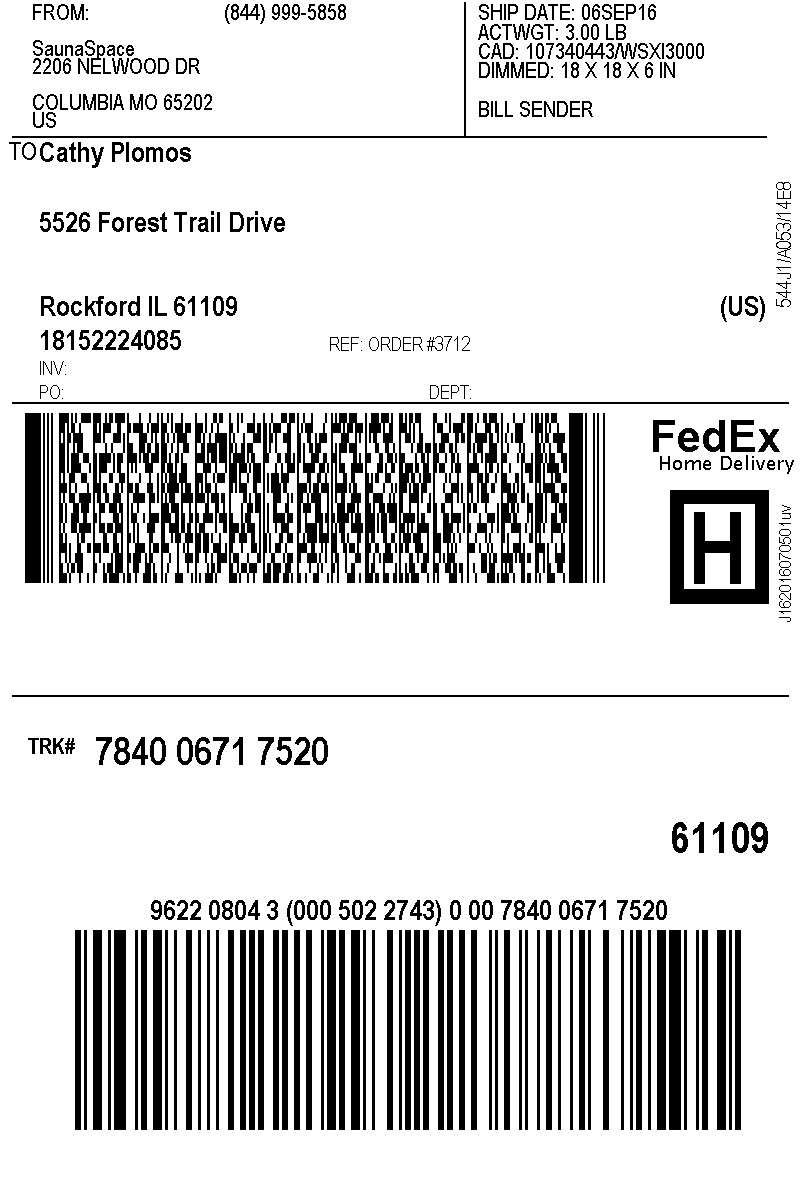 FROM: (844) 999-5858
SaunaSpace
2206 NELWOOD DR
COLUMBIA MO 65202
US
SHIP DATE: 06SEP16
ACTWGT: 3.00 LB
CAD: 107340443/WSXI3000
DIMMED: 18 X 18 X 6 IN
BILL SENDER
TO Cathy Plomos
5526 Forest Trail Drive
Rockford IL 61109 (US)
18152224085 REF: ORDER #3712
INV:
PO: DEPT:
544J1/A053/14E8
FedEx
Home Delivery
H
J162016070501uv
TRK# 7840 0671 7520
61109
9622 0804 3 (000 502 2743) 0 00 7840 0671 7520